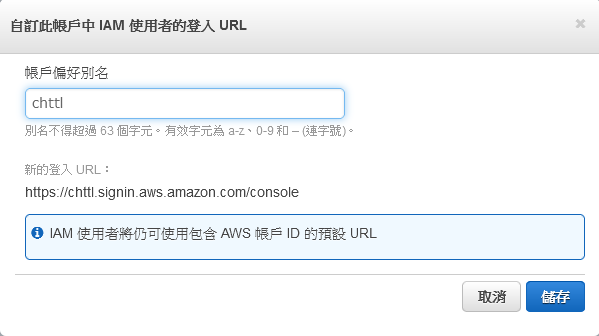 自訂此帳戶中 IAM 使用者的登入 URL
帳戶偏好別名
chttl
別名不得超過 63 個字元。有效字元為 a-z、0-9 和 – (連字號)。
新的登入 URL：
https://chttl.signin.aws.amazon.com/console
IAM 使用者將仍可使用包含 AWS 帳戶 ID 的預設 URL
取消
儲存